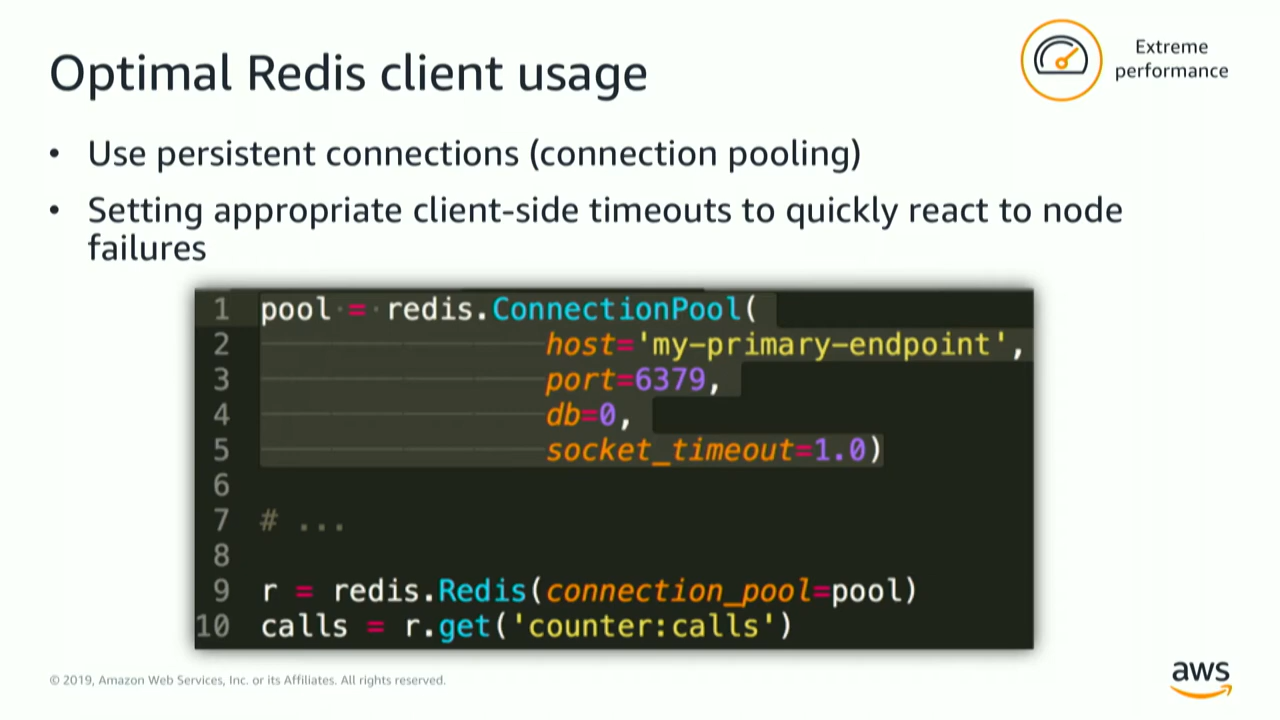 Optimal Redis client usage
Extreme
performance
• Use persistent connections (connection pooling)
• Setting appropriate client-side timeouts to quickly react to node
failures
1 pool = redis.ConnectionPool(
2 host='my-primary-endpoint',
3 port=6379,
4 db=0,
5 socket_timeout=1.0)
6
7 # ...
8
9 r = redis.Redis(connection_pool=pool)
10 calls = r.get('counter:calls')
© 2019, Amazon Web Services, Inc. or its Affiliates. All rights reserved.
aws